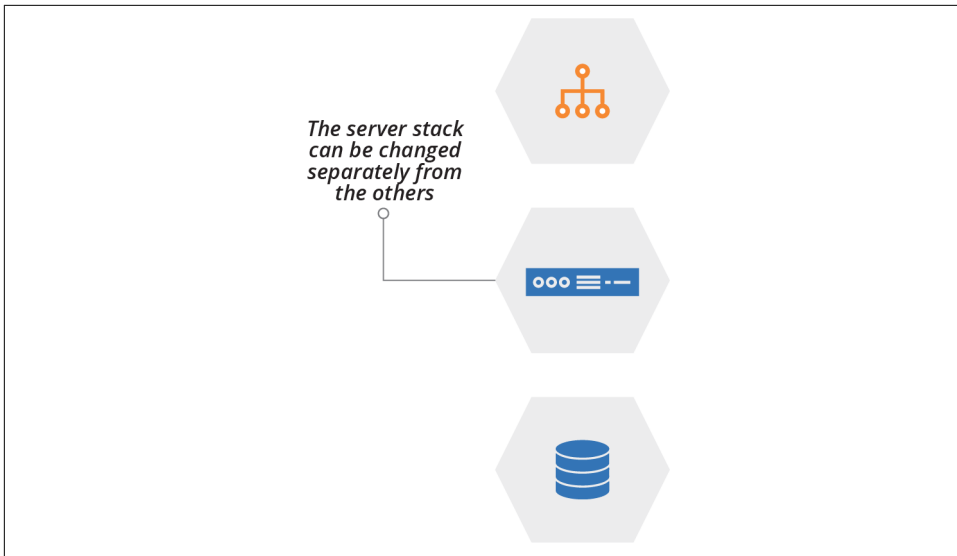 The server stack
can be changed
separately from
the others